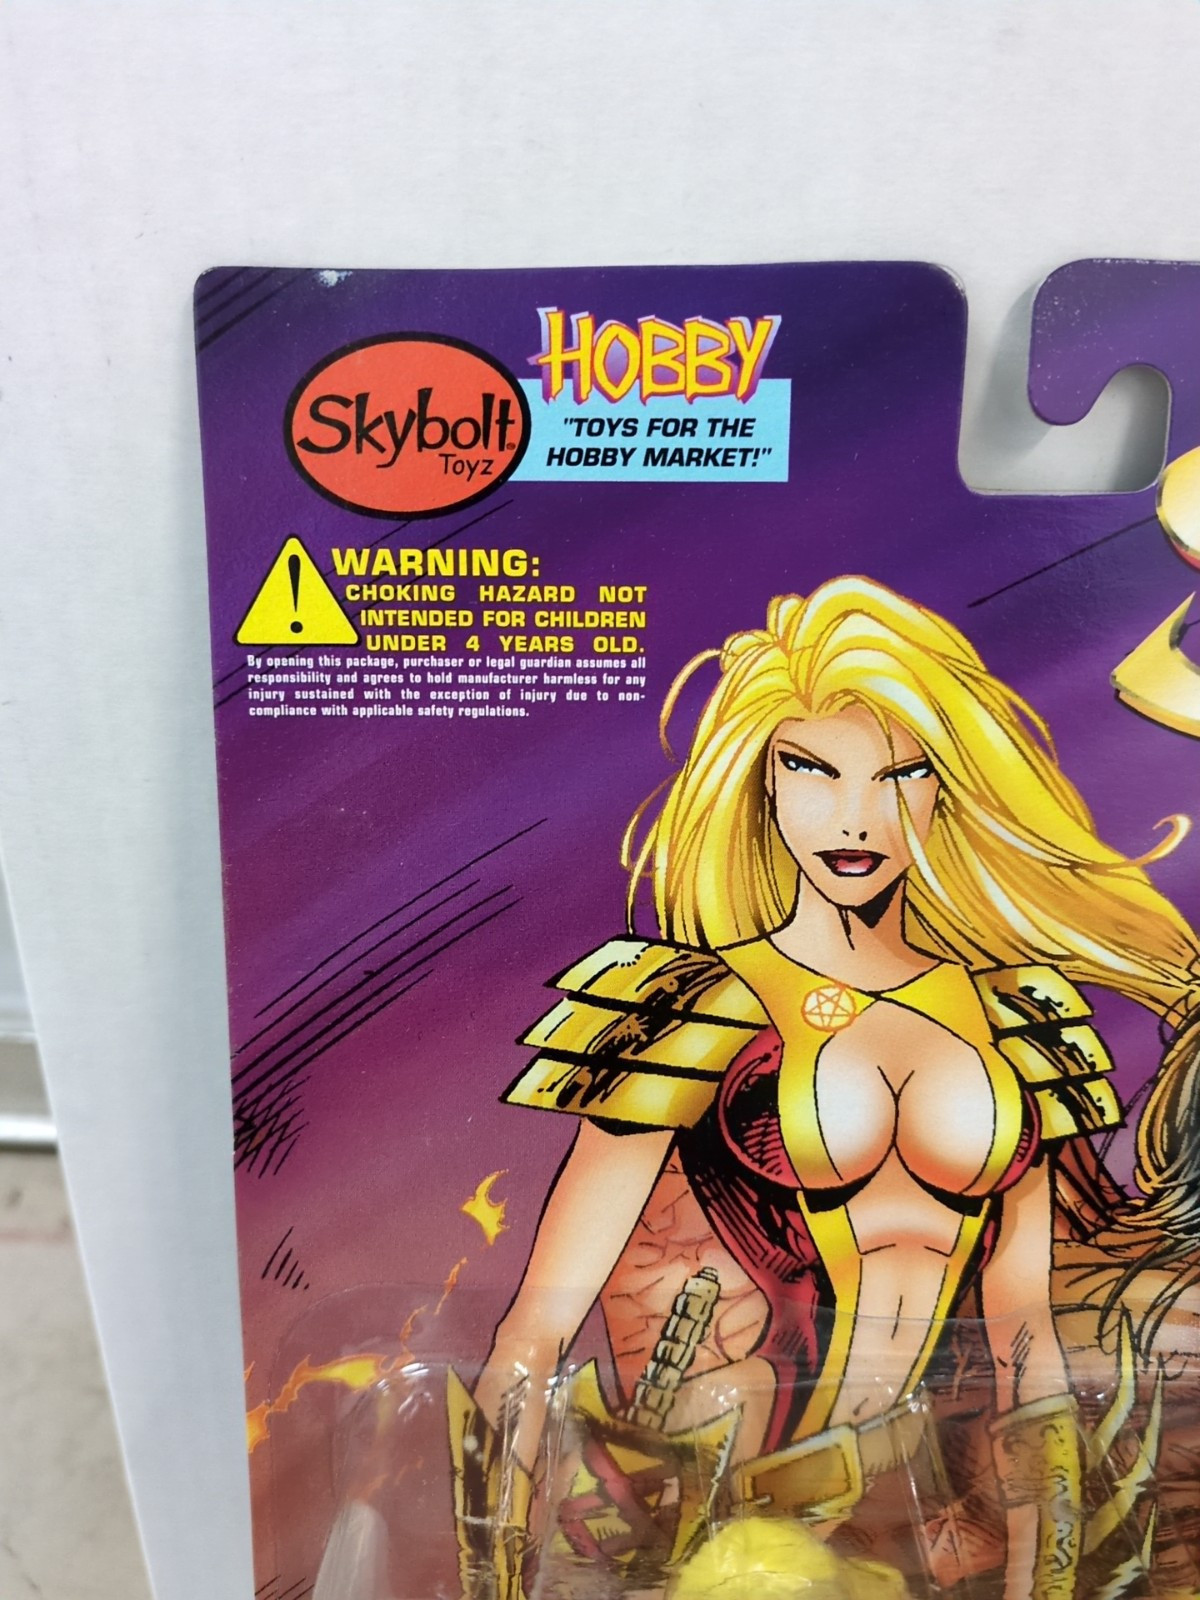 HOBBY
Skybolt
Toyz
"TOYS FOR THE
HOBBY MARKET!"
WARNING:
CHOKING HAZARD NOT
INTENDED FOR CHILDREN
UNDER 4 YEARS OLD.
By opening this package, purchaser or legal guardian assumes all
responsibility and agrees to hold manufacturer harmless for any
injury sustained with the exception of injury due to non-
compliance with applicable safety regulations.